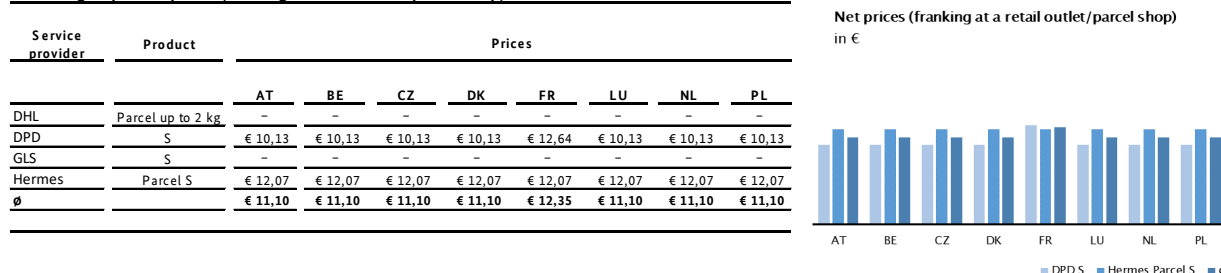 Service provider Product Prices
AT BE CZ DK FR LU NL PL
DHL Parcel up to 2 kg – – – – – – – –
DPD S € 10,13 € 10,13 € 10,13 € 10,13 € 12,64 € 10,13 € 10,13 € 10,13
GLS S – – – – – – – –
Hermes Parcel S € 12,07 € 12,07 € 12,07 € 12,07 € 12,07 € 12,07 € 12,07 € 12,07
Ø € 11,10 € 11,10 € 11,10 € 11,10 € 12,35 € 11,10 € 11,10 € 11,10
Net prices (franking at a retail outlet/parcel shop)
in €
AT BE CZ DK FR LU NL PL
DPD S Hermes Parcel S